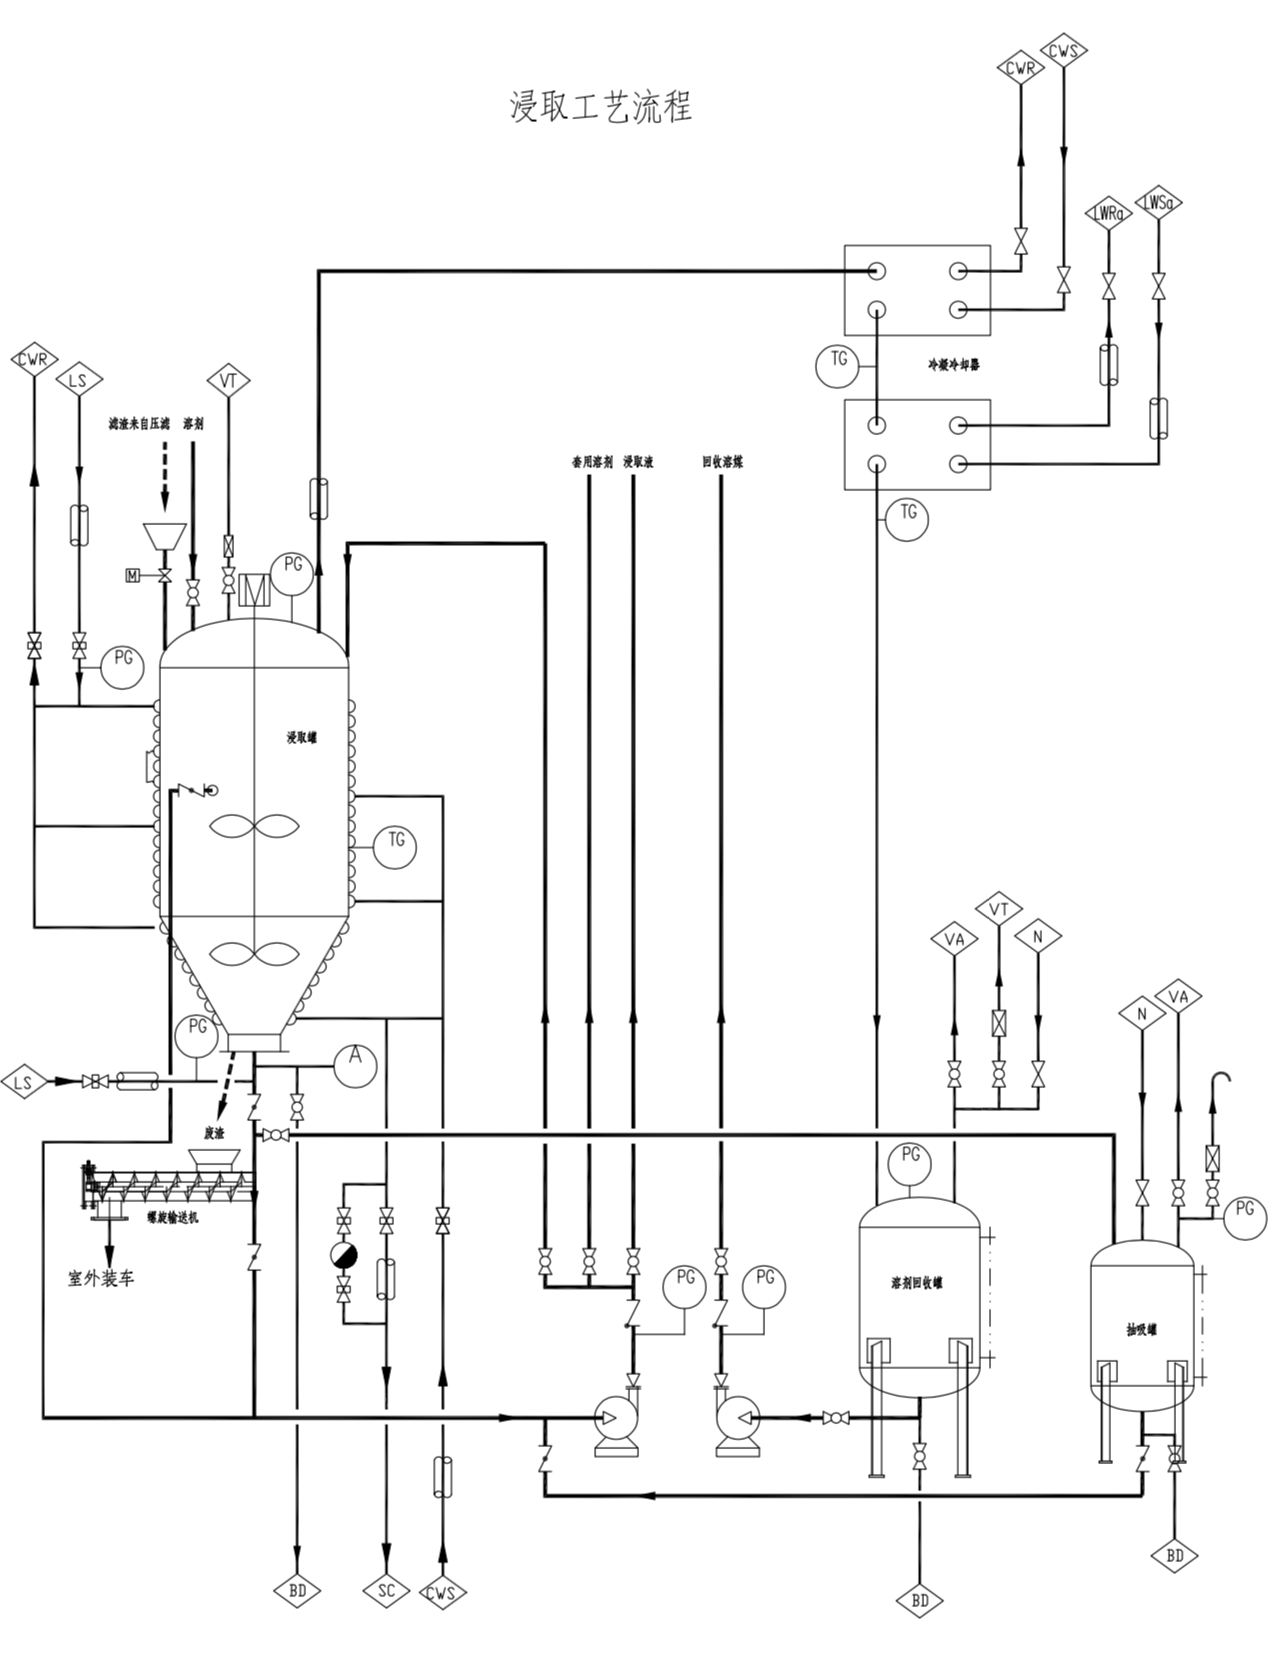 浸取工艺流程
CWR
CWS
LWRa
LWSa
CWR
LS
VT
TG
冷凝冷却器
滤渣来自压滤
溶剂
套用溶剂
浸取液
回收溶媒
TG
PG
M
PG
浸取罐
TG
VT
VA
N
VA
N
PG
A
LS
废渣
PG
PG
螺旋输送机
室外装车
PG
PG
溶剂回收罐
抽吸罐
BD
BD
SC
CWS
BD